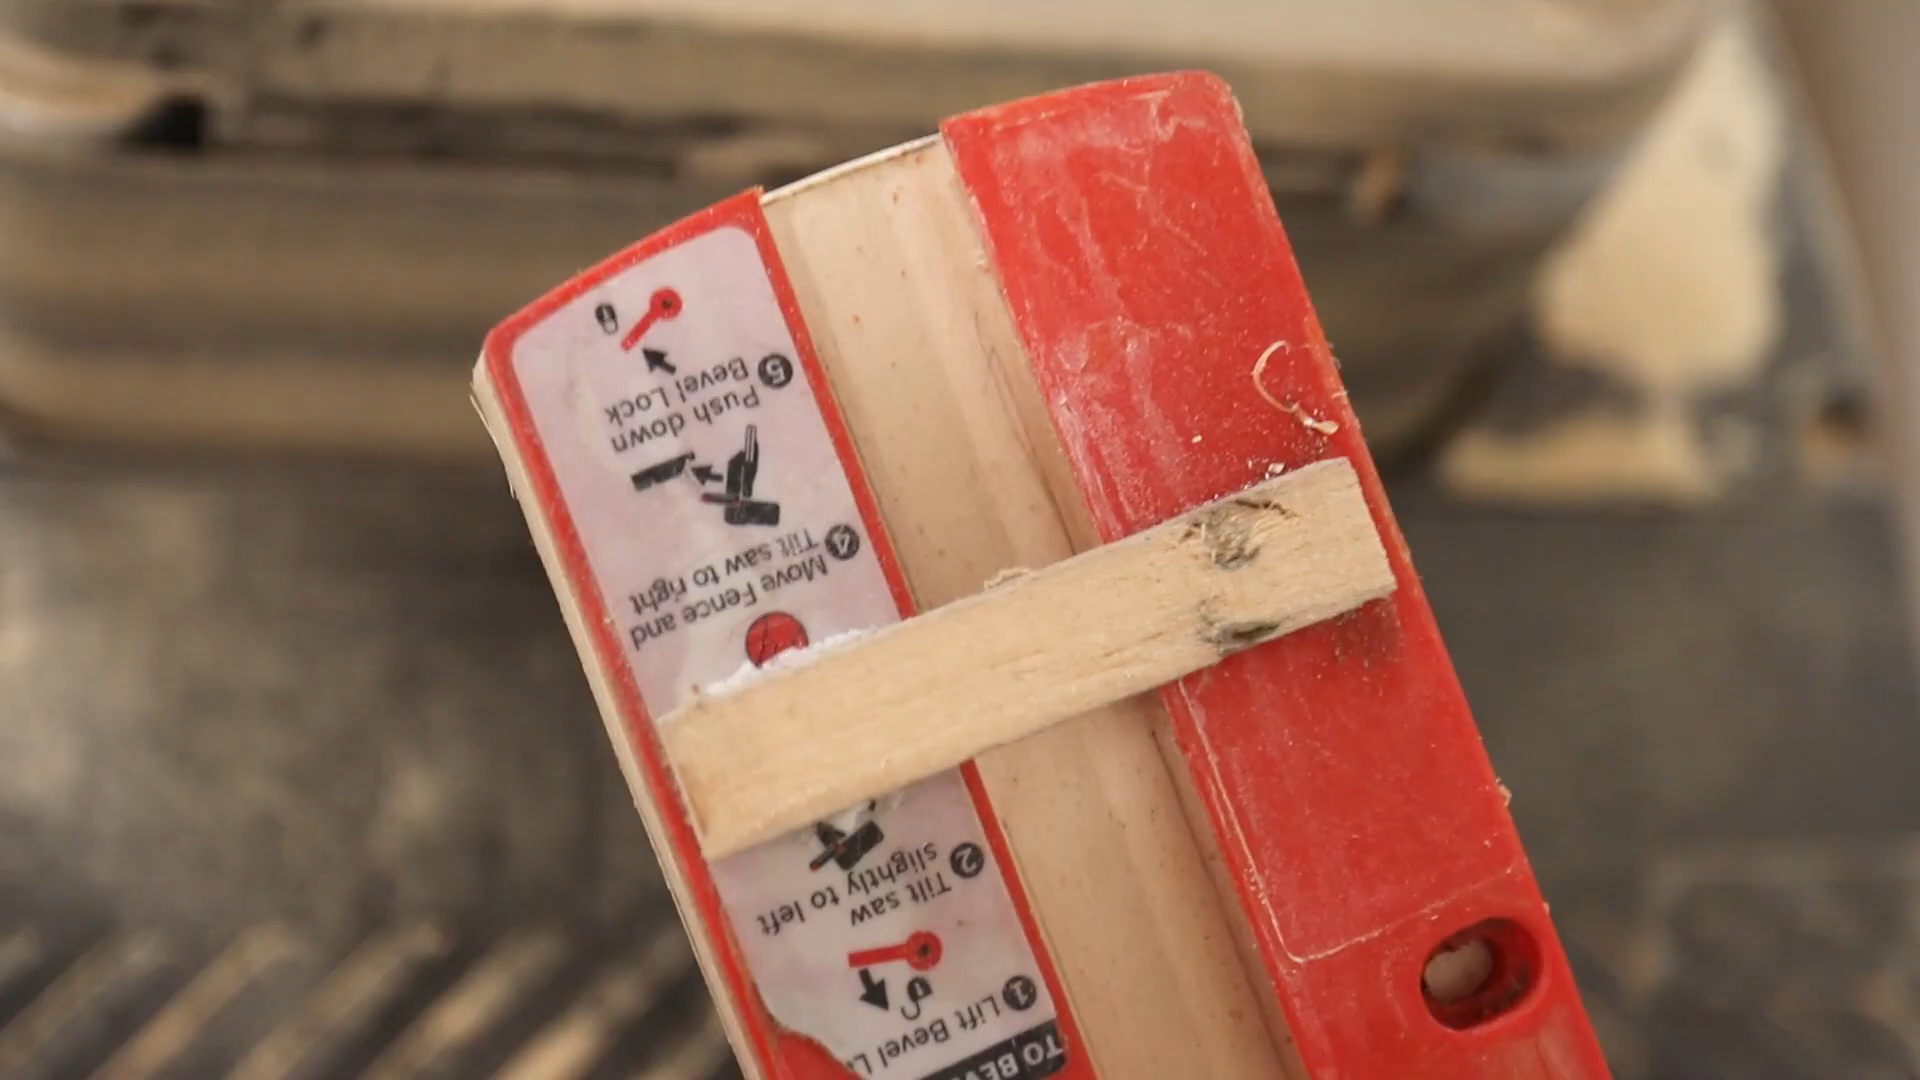 TO BEV
1 Lift Bevel L
2 Tilt saw
slightly to left
4 Move Fence and
Tilt saw to right
5 Push down
Bevel Lock